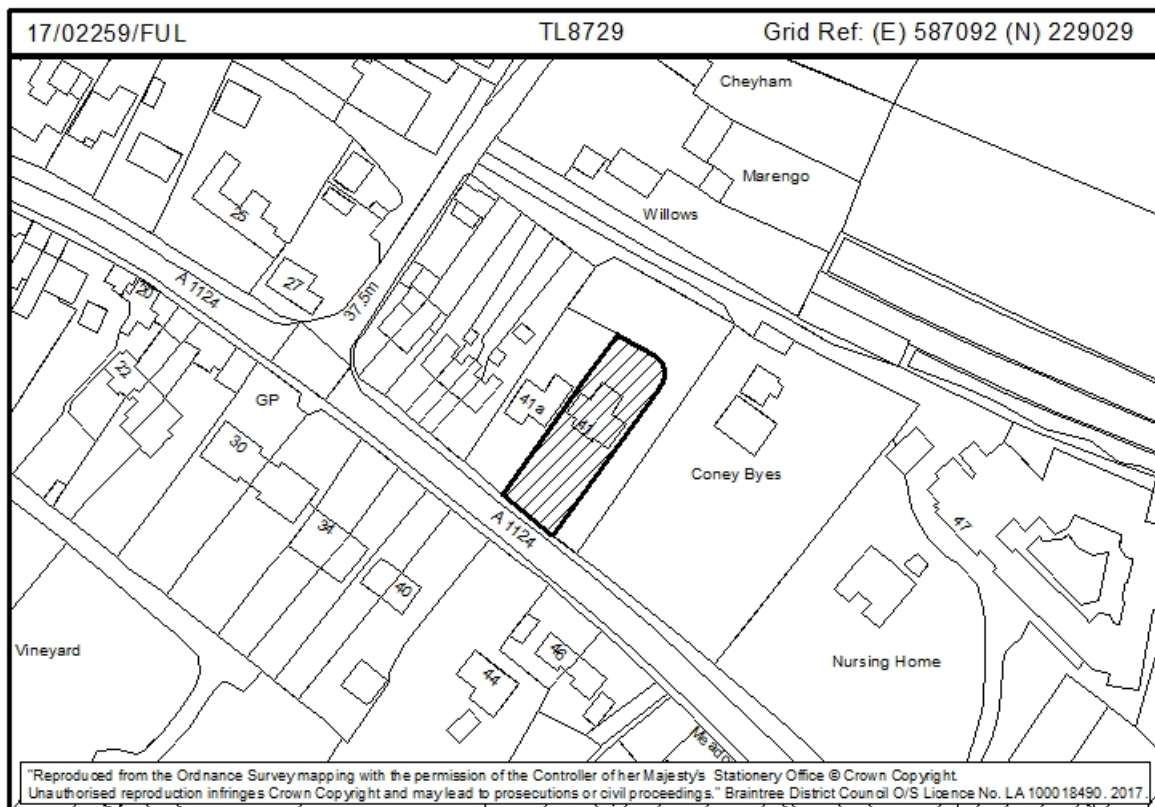 17/02259/FUL TL8729 Grid Ref: (E) 587092 (N) 229029
Cheyham
Marengo
Willows
25
27
A 1124
37.5m
20
22
GP
30
34
40
41a
41
A 1124
Coney Byes
47
Nursing Home
Vineyard
44
46
Meado
"Reproduced from the Ordnance Survey mapping with the permission of the Controller of her Majesty's Stationery Office © Crown Copyright.
Unauthorised reproduction infringes Crown Copyright and may lead to prosecutions or civil proceedings." Braintree District Council O/S Licence No. LA 100018490. 2017.